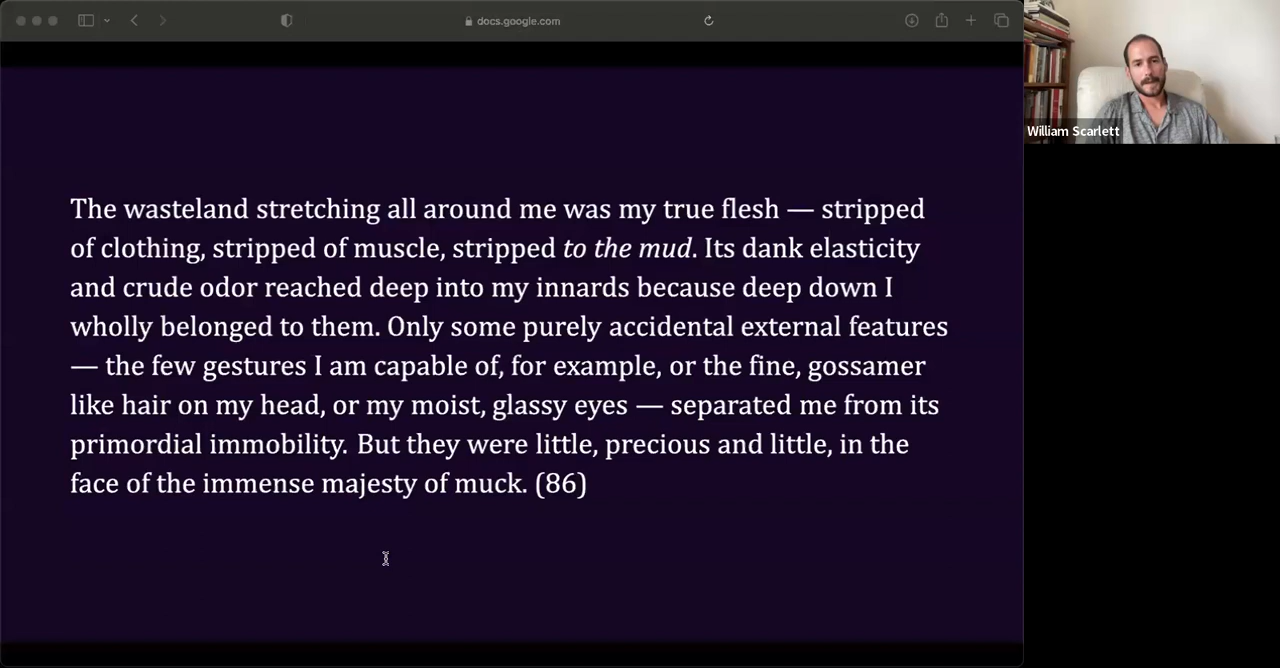 docs.google.com
The wasteland stretching all around me was my true flesh — stripped
of clothing, stripped of muscle, stripped to the mud. Its dank elasticity
and crude odor reached deep into my innards because deep down I
wholly belonged to them. Only some purely accidental external features
— the few gestures I am capable of, for example, or the fine, gossamer
like hair on my head, or my moist, glassy eyes — separated me from its
primordial immobility. But they were little, precious and little, in the
face of the immense majesty of muck. (86)
William Scarlett